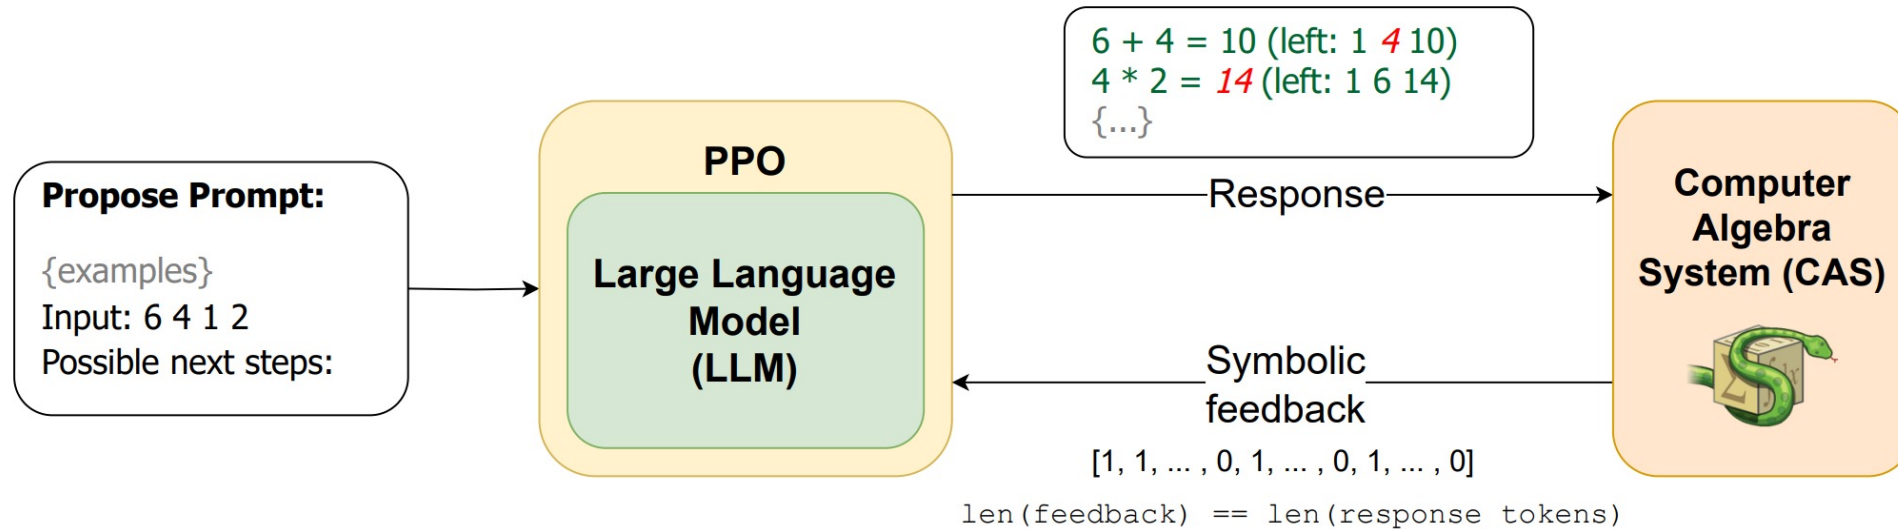 Propose Prompt:
{examples}
Input: 6 4 1 2
Possible next steps:
PPO
Large Language
Model
(LLM)
6 + 4 = 10 (left: 1 4 10)
4 * 2 = 14 (left: 1 6 14)
{...}
Response
Symbolic
feedback
[1, 1, ... , 0, 1, ... , 0, 1, ... , 0]
len(feedback) == len(response tokens)
Computer
Algebra
System (CAS)